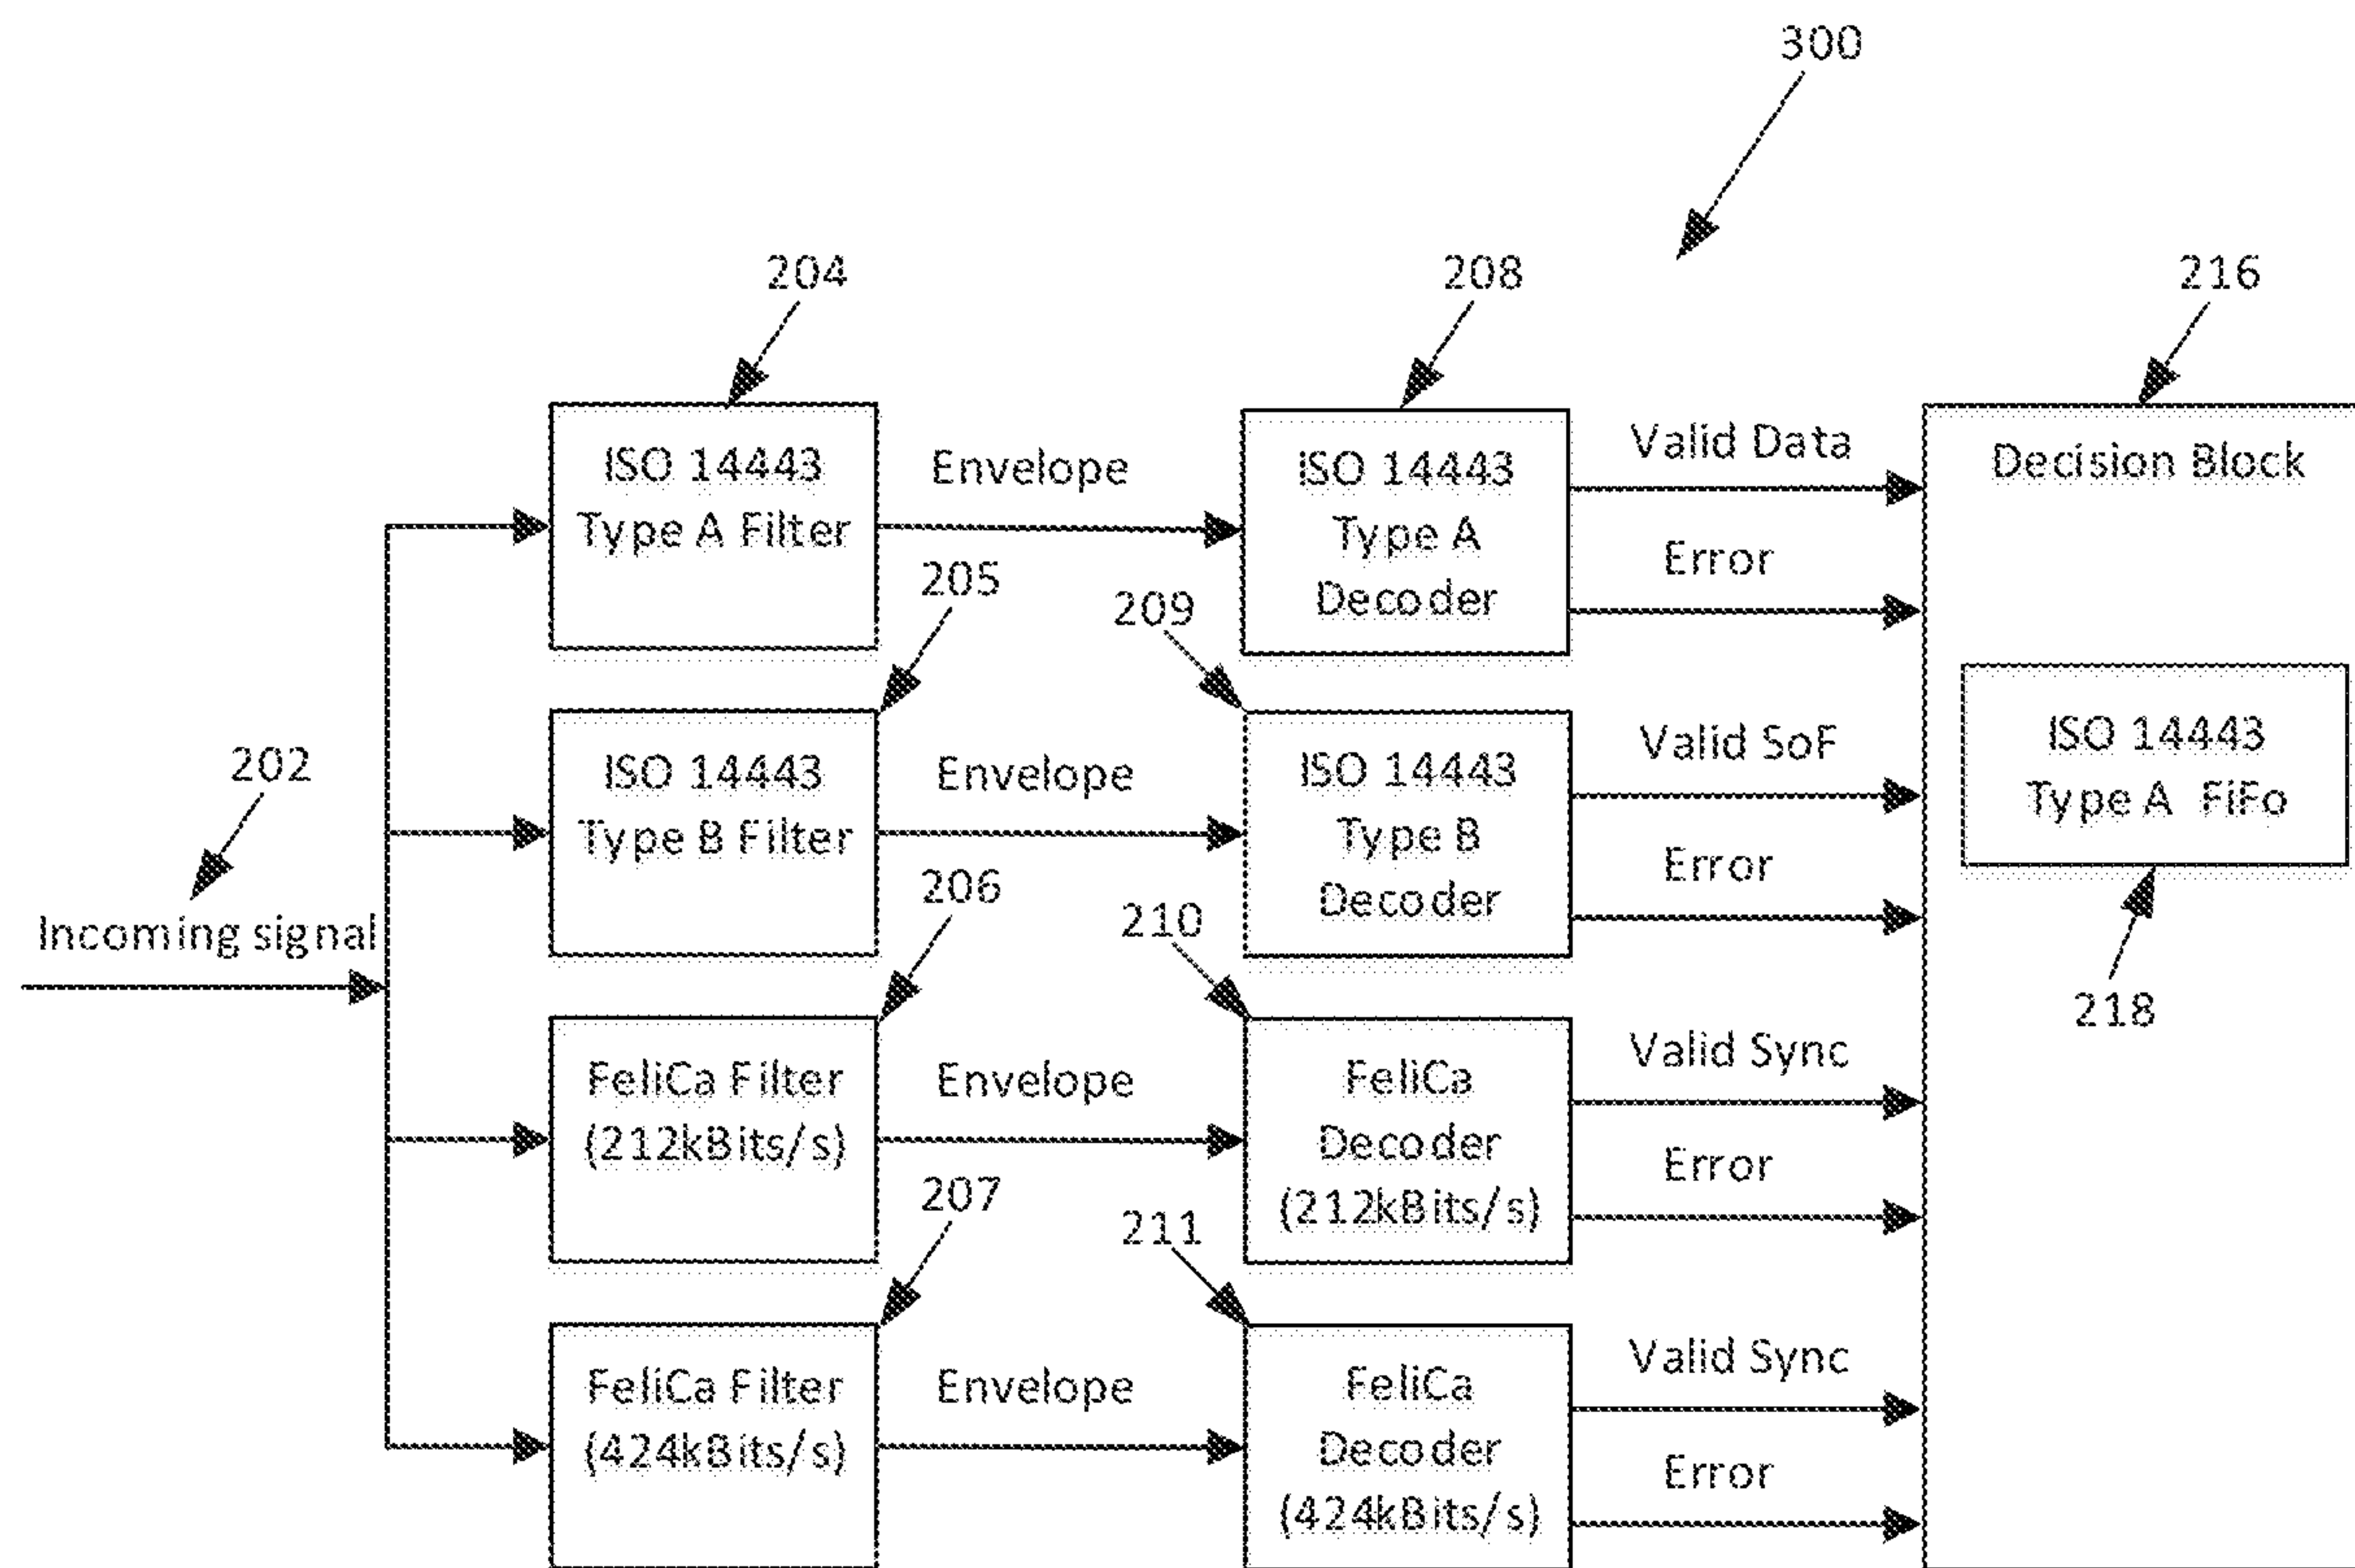 300
204
208
216
ISO 14443
Type A Filter
Envelope
ISO 14443
Type A
Decoder
Valid Data
Error
Decision Block
205
209
ISO 14443
Type B Filter
Envelope
ISO 14443
Type B
Decoder
Valid SoF
Error
ISO 14443
Type A FiFo
218
202
Incoming signal
206
210
FeliCa Filter
(212kBits/s)
Envelope
FeliCa
Decoder
(212kBits/s)
Valid Sync
Error
207
211
FeliCa Filter
(424kBits/s)
Envelope
FeliCa
Decoder
(424kBits/s)
Valid Sync
Error